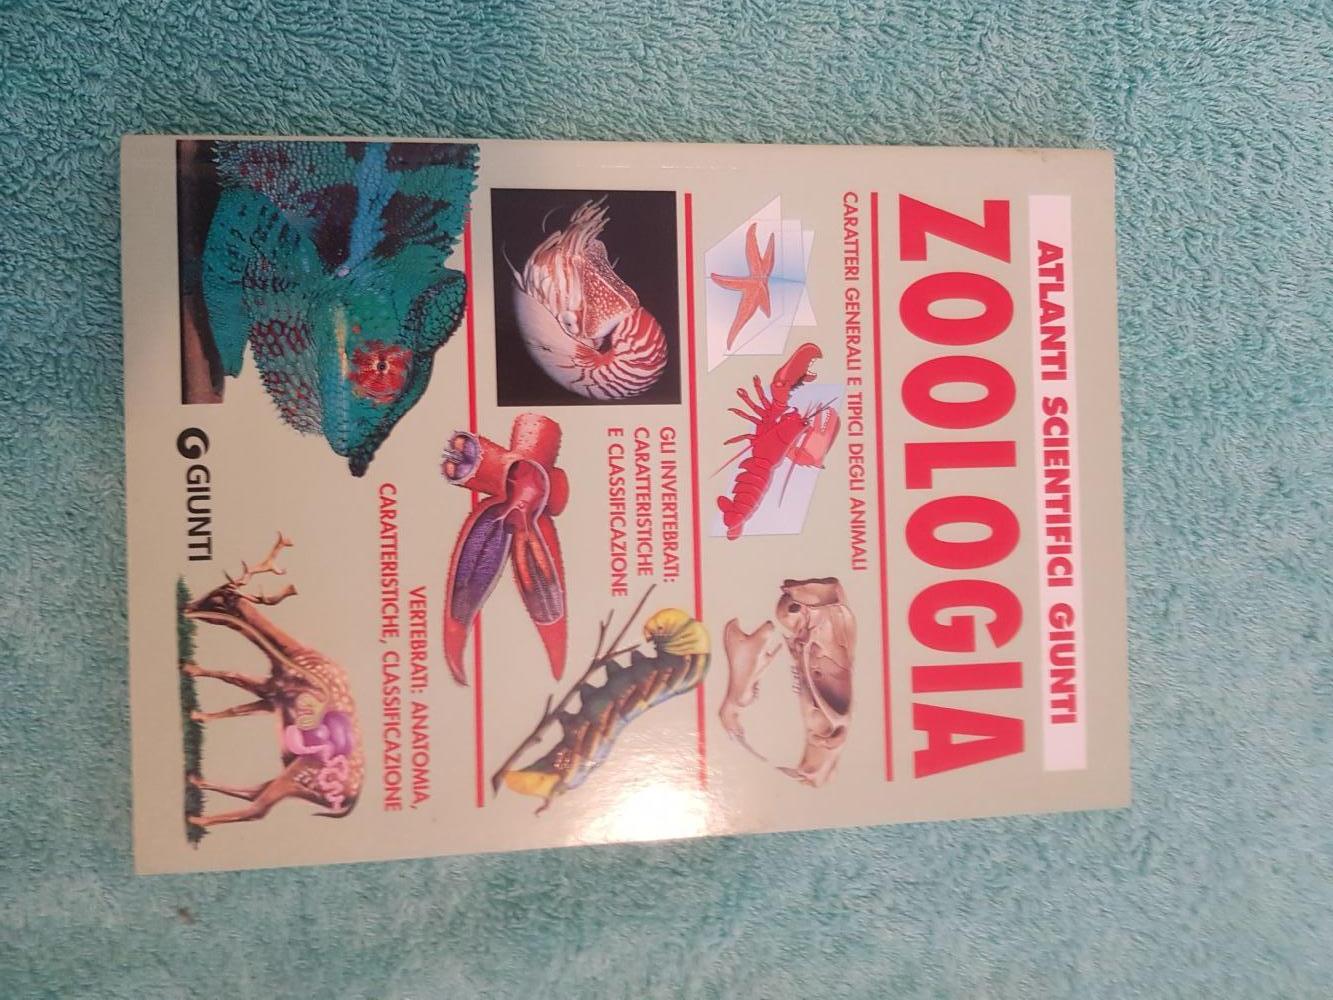 ATLANTI SCIENTIFICI GIUNTI
ZOOLOGIA
CARATTERI GENERALI E TIPICI DEGLI ANIMALI
GLI INVERTEBRATI:
CARATTERISTICHE
E CLASSIFICAZIONE
VERTEBRATI: ANATOMIA,
CARATTERISTICHE, CLASSIFICAZIONE
GIUNTI